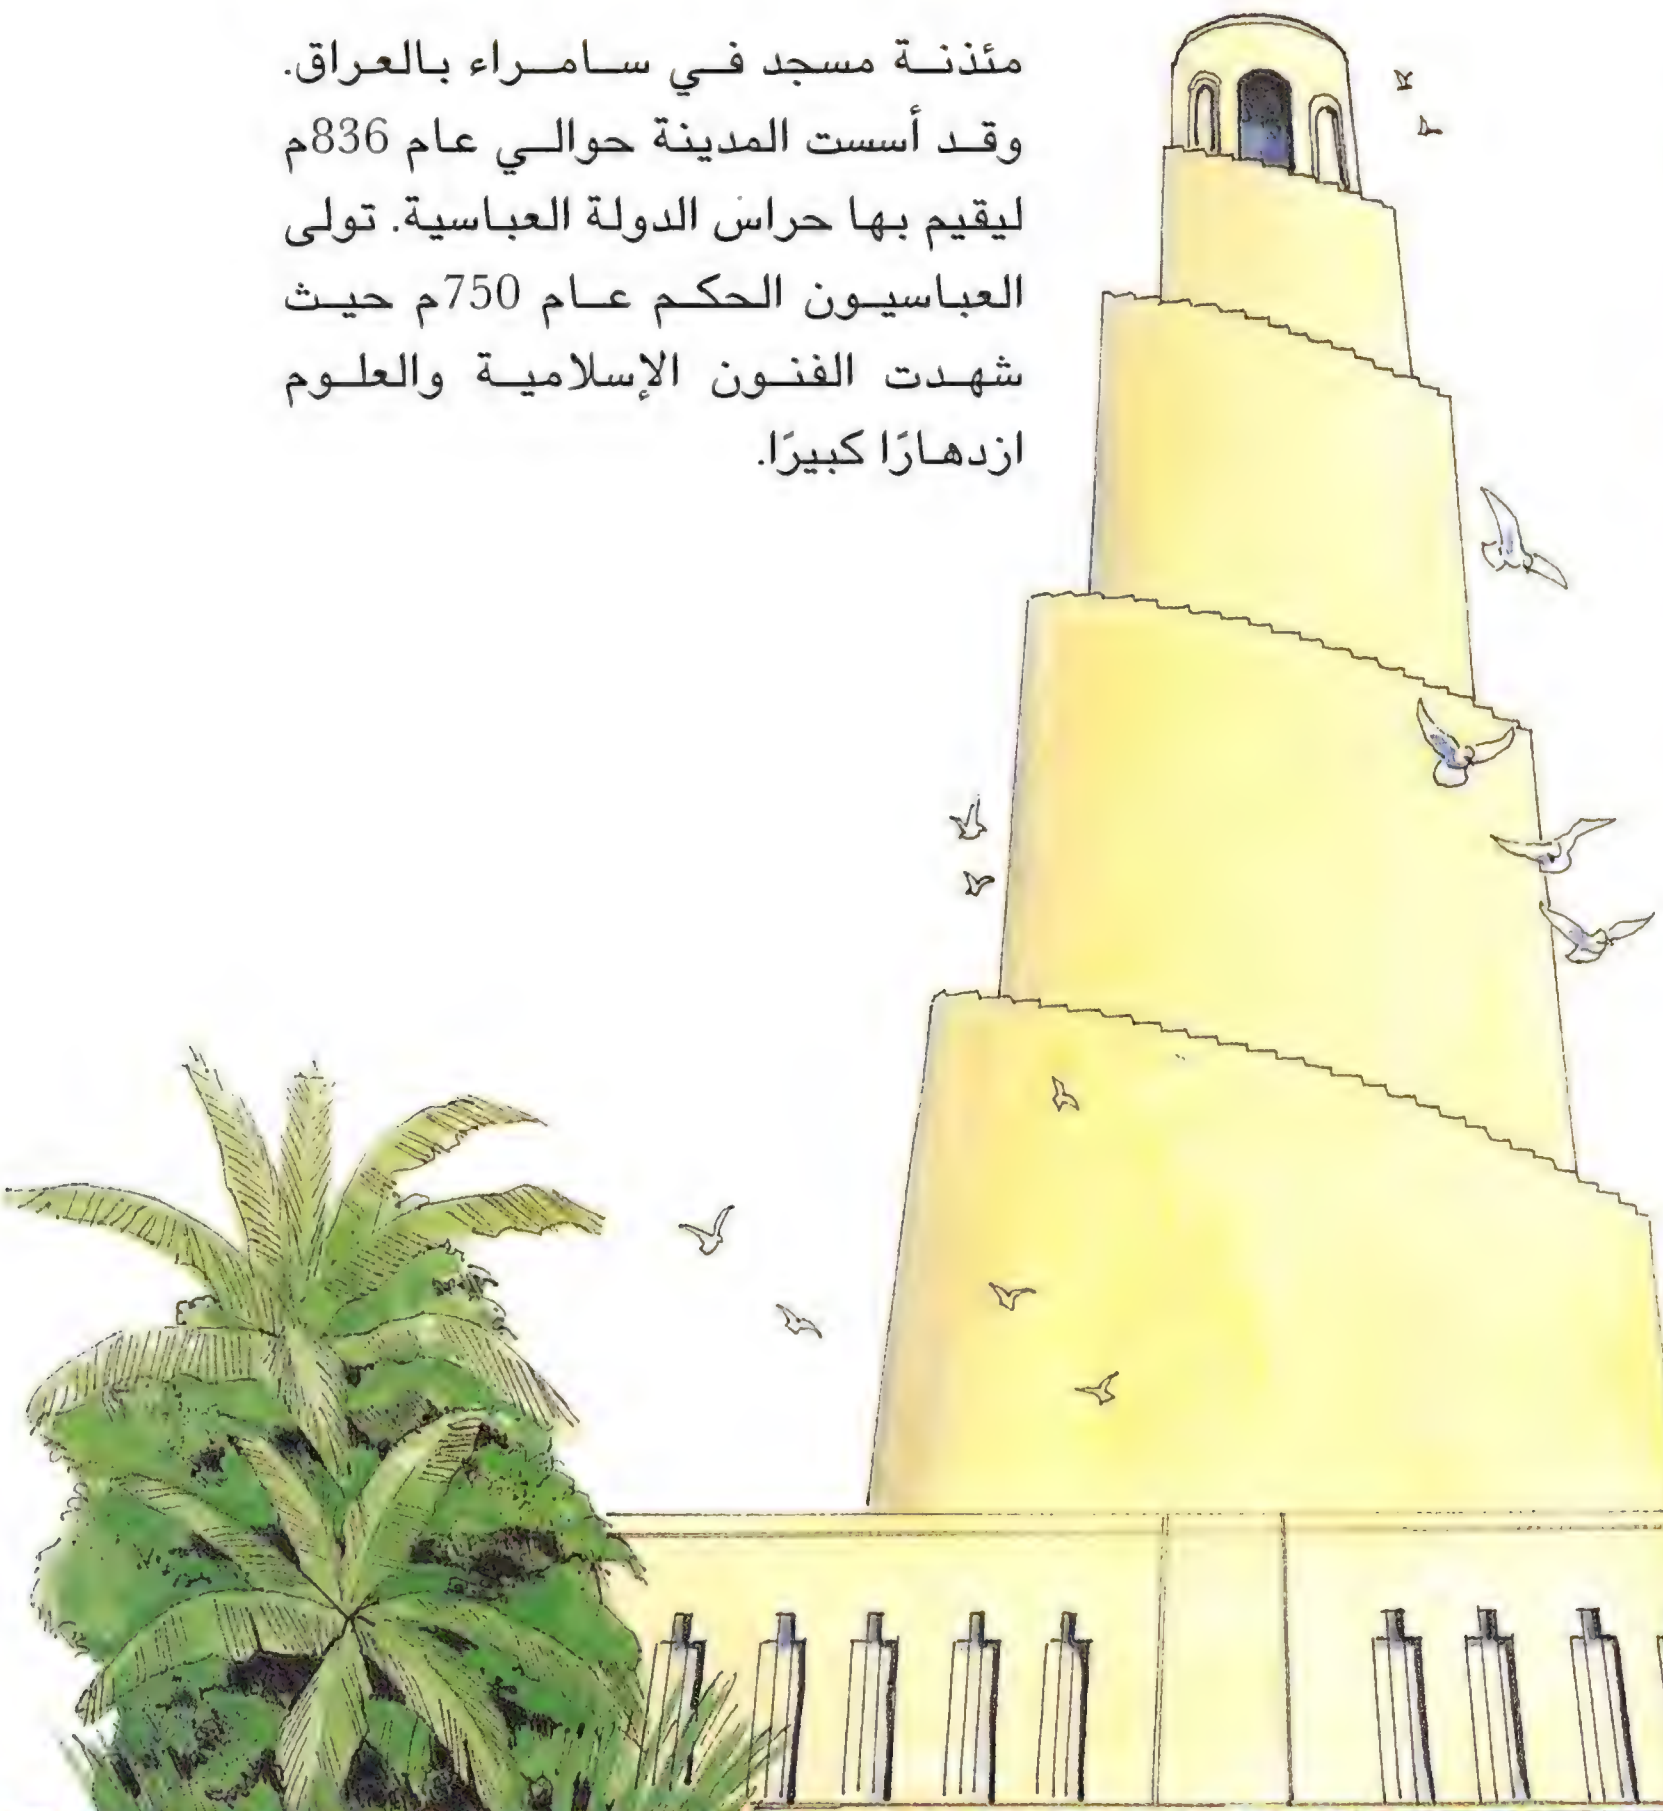 مئذنة مسجد في سامراء بالعراق.
وقد أسست المدينة حوالي عام 836م
ليقيم بها حراس الدولة العباسية. تولى
العباسيون الحكم عام 750م حيث
شهدت الفنون الإسلامية والعلوم
ازدهارًا كبيرًا.